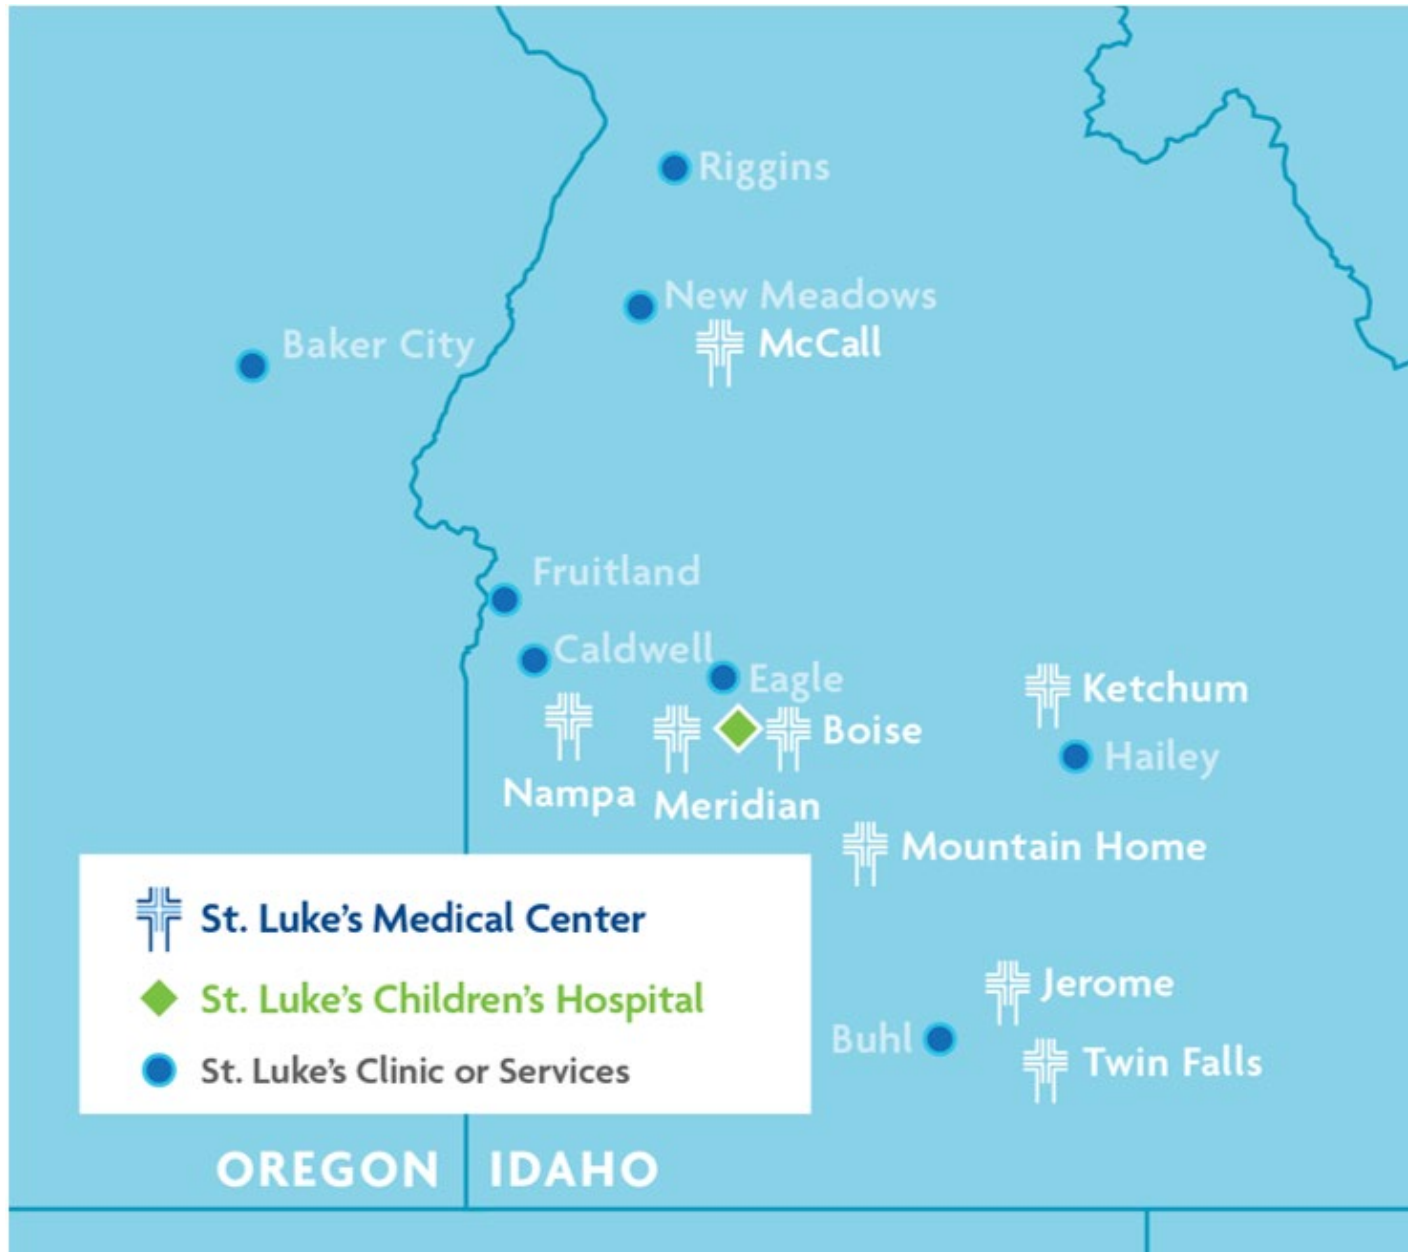 Riggins
New Meadows
McCall
Baker City
Fruitland
Caldwell
Eagle
Ketchum
Boise
Hailey
Nampa
Meridian
Mountain Home
St. Luke's Medical Center
St. Luke's Children's Hospital
St. Luke's Clinic or Services
Jerome
Buhl
Twin Falls
OREGON
IDAHO